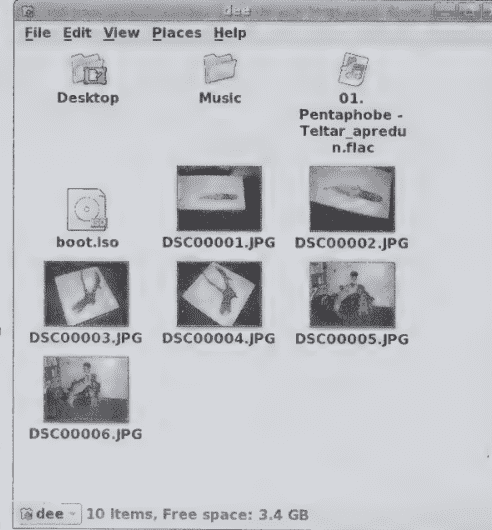 dee
File Edit View Places Help
Desktop
Music
01.
Pentaphobe -
Teltar_apredu
n.flac
boot.iso
DSC00001.JPG
DSC00002.JPG
DSC00003.JPG
DSC00004.JPG
DSC00005.JPG
DSC00006.JPG
dee
10 items, Free space: 3.4 GB